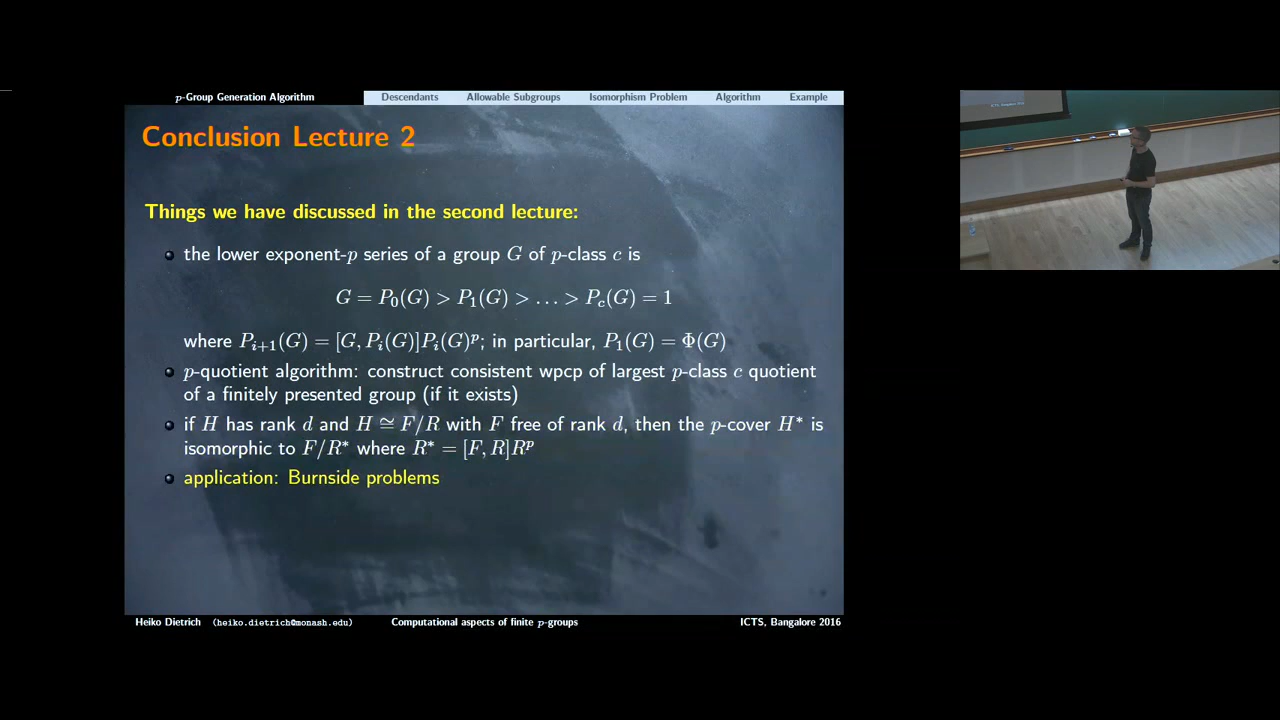 p-Group Generation Algorithm Descendants Allowable Subgroups Isomorphism Problem Algorithm Example
Conclusion Lecture 2
Things we have discussed in the second lecture:
the lower exponent-p series of a group G of p-class c is
G = P₀(G) > P₁(G) > … > P_c(G) = 1
where P_{i+1}(G) = [G, P_i(G)]P_i(G)^p; in particular, P₁(G) = Φ(G)
p-quotient algorithm: construct consistent wpcp of largest p-class c quotient
of a finitely presented group (if it exists)
if H has rank d and H ≅ F/R with F free of rank d, then the p-cover H* is
isomorphic to F/R* where R* = [F, R]R^p
application: Burnside problems
Heiko Dietrich (heiko.dietrich@monash.edu) Computational aspects of finite p-groups ICTS, Bangalore 2016